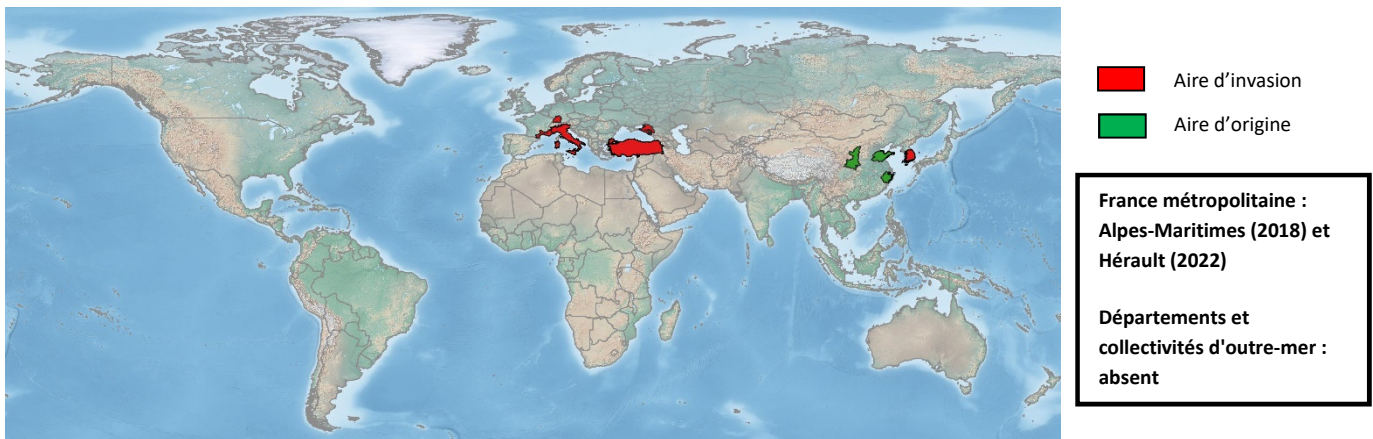 Aire d'invasion
Aire d'origine
France métropolitaine :
Alpes-Maritimes (2018) et
Hérault (2022)
Départements et
collectivités d'outre-mer :
absent